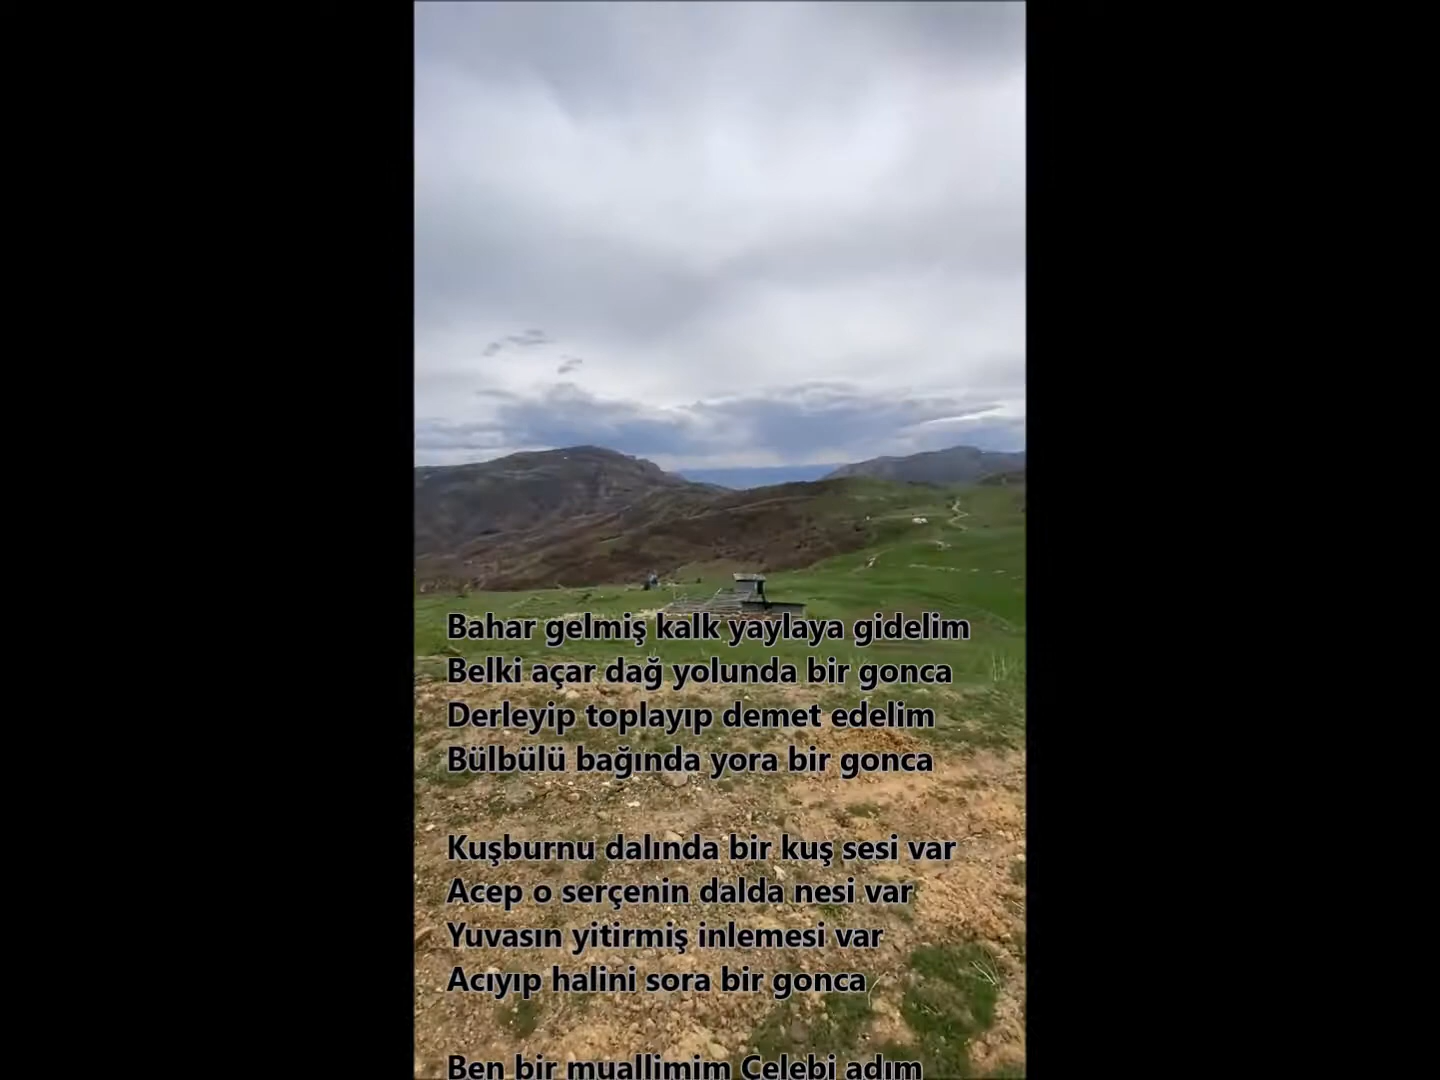 Bahar gelmiş kalk yaylaya gidelim
Belki açar dağ yolunda bir gonca
Derleyip toplayıp demet edelim
Bülbülü bağında yora bir gonca
Kuşburnu dalında bir kuş sesi var
Acep o serçenin dalda nesi var
Yuvasın yitirmiş inlemesi var
Acıyıp halini sora bir gonca
Ben bir muallimim Çelebi adım